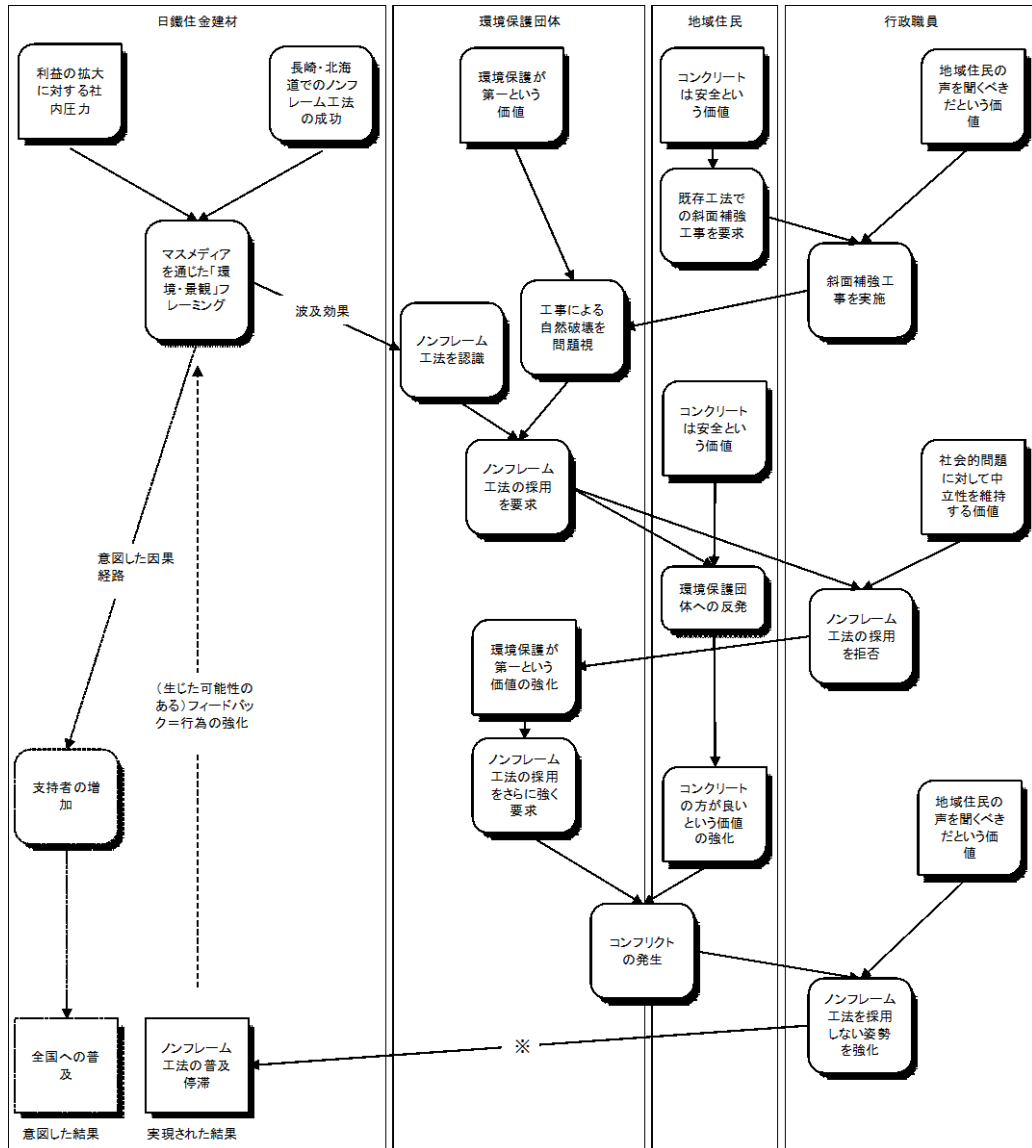 日鐵住金建材
環境保護団体
地域住民
行政職員
利益の拡大
に対する社
内圧力
長崎・北海
道でのノンフ
レーム工法
の成功
環境保護が
第一という
価値
コンクリート
は安全とい
う価値
地域住民の
声を聞くべき
だという価
値
既存工法で
の斜面補強
工事を要求
マスメディア
を通じた「環
境・景観」フ
レーミング
波及効果
ノンフレーム
工法を認識
工事による
自然破壊を
問題視
斜面補強工
事を実施
コンクリート
は安全とい
う価値
ノンフレーム
工法の採用
を要求
社会的問題
に対して中
立性を維持
する価値
意図した因果
経路
環境保護団
体への反発
ノンフレーム
工法の採用
を拒否
環境保護が
第一という
価値の強化
（生じた可能性の
ある）フィードバッ
ク＝行為の強化
支持者の増
加
ノンフレーム
工法の採用
をさらに強く
要求
コンクリート
の方が良い
という価値
の強化
地域住民の
声を聞くべき
だという価
値
コンフリクト
の発生
ノンフレーム
工法を採用
しない姿勢
を強化
※
全国への普
及
ノンフレーム
工法の普及
停滞
意図した結果
実現された結果